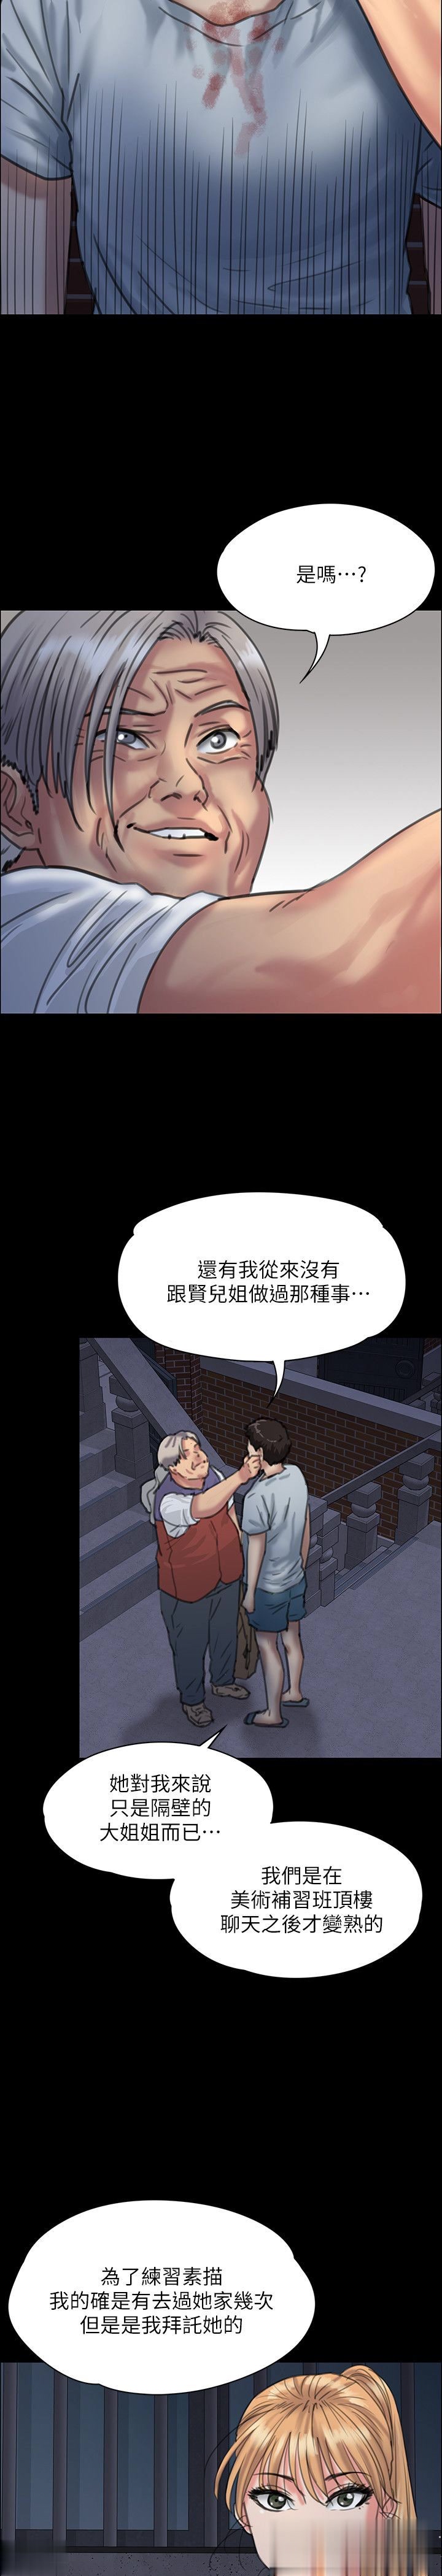 是嗎⋯?
還有我從來沒有
跟賢兒姐做過那種事⋯
她對我來說
只是隔壁的
大姐姐而已⋯
我們是在
美術補習班頂樓
聊天之後才變熟的
為了練習素描
我的確是有去過她家幾次
但是是我拜託她的